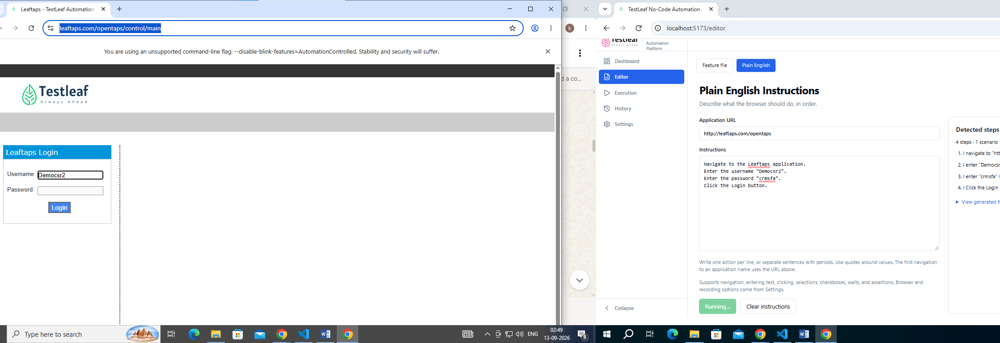 Leaftaps - TestLeaf Automation
leaftaps.com/opentaps/control/main
You are using an unsupported command-line flag: --disable-blink-features=AutomationControlled. Stability and security will suffer.
Testleaf
Always Ahead
Leaftaps Login
Username
Democsr2
Password
Login
k
d a co...
TestLeaf No-Code Automation
localhost:5173/editor
Testleaf
Always Ahead
Automation
Platform
Dashboard
Editor
Execution
History
Settings
Collapse
Feature file
Plain English
Plain English Instructions
Describe what the browser should do, in order.
Application URL
http://leaftaps.com/opentaps
Instructions
Navigate to the Leaftaps application.
Enter the username "Democsr2".
Enter the password "crmsfa".
Click the Login button.
Write one action per line, or separate sentences with periods. Use quotes around values. The first navigation
to an application name uses the URL above.
Supports navigation, entering text, clicking, selections, checkboxes, waits, and assertions. Browser and
recording options come from Settings.
Running...
Clear instructions
Detected steps
4 steps · 1 scenario
1. I navigate to "htt
2. I enter "Democsr
3. I enter "crmsfa" i
4. I Click the Login
View generated fe
Type here to search
ENG
02:49
13-09-2026
8